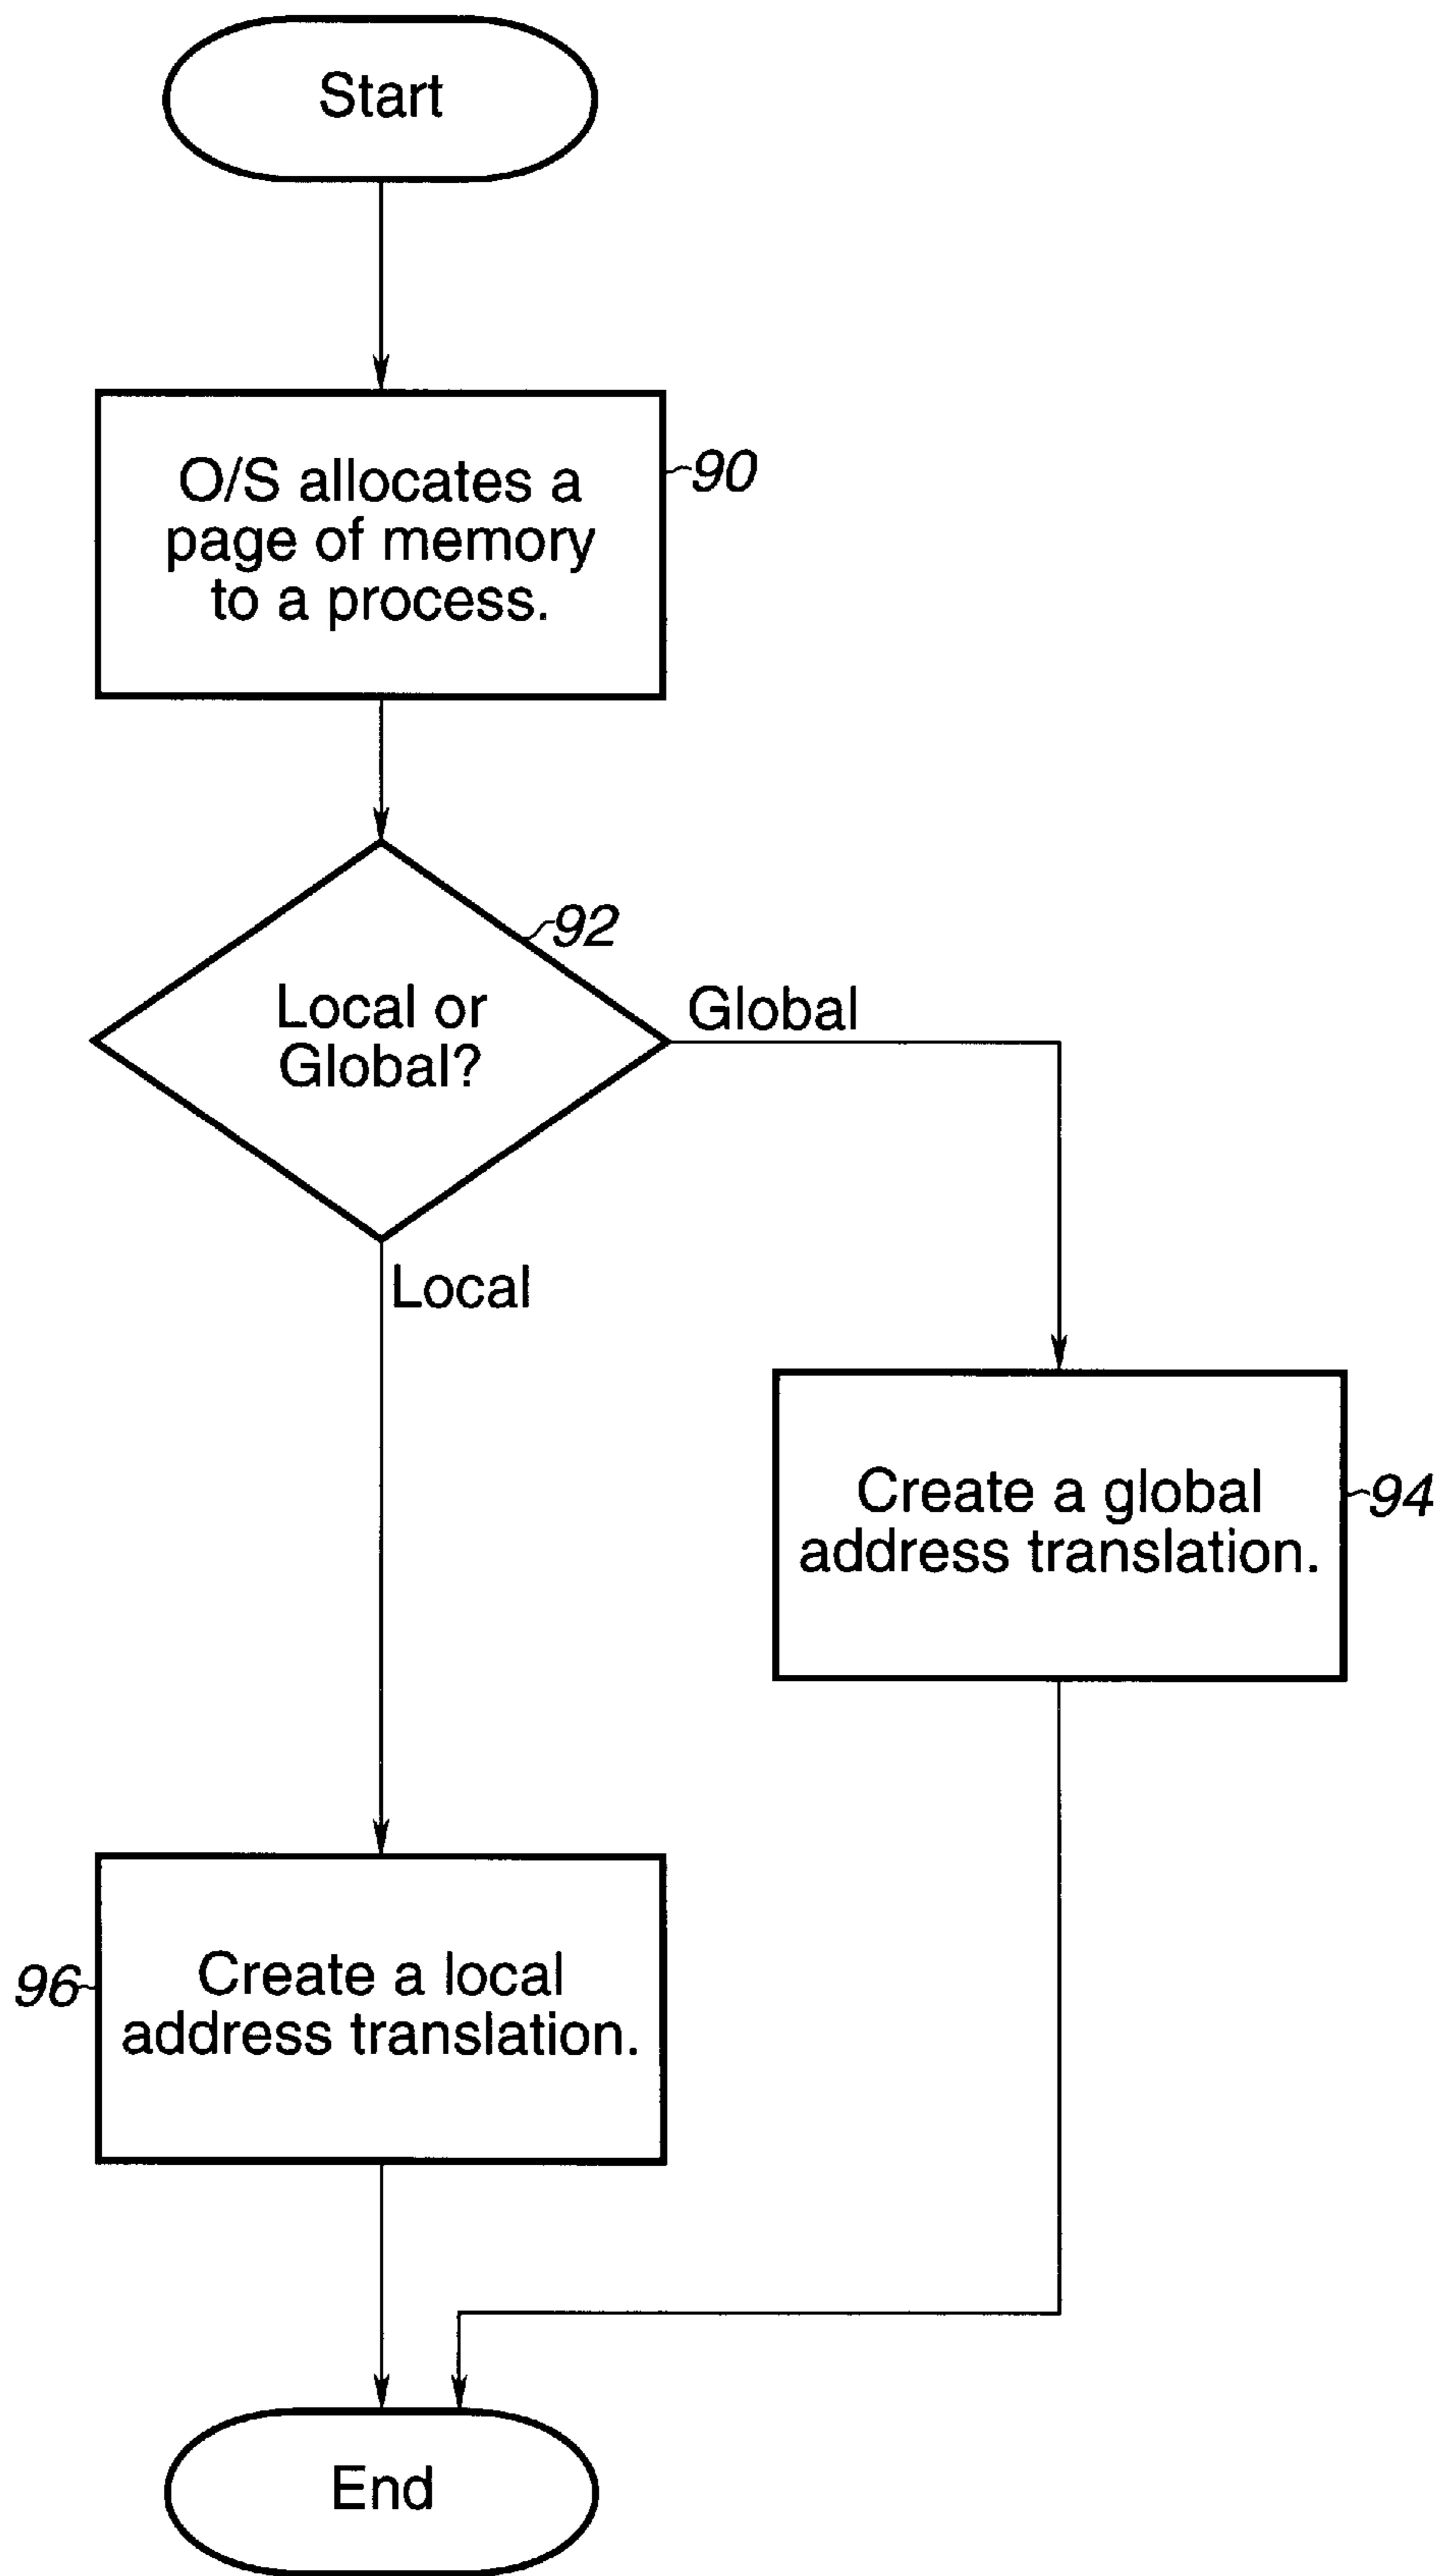 Start
O/S allocates a
page of memory
to a process.
90
92
Local or
Global?
Global
Local
Create a global
address translation.
94
96
Create a local
address translation.
End